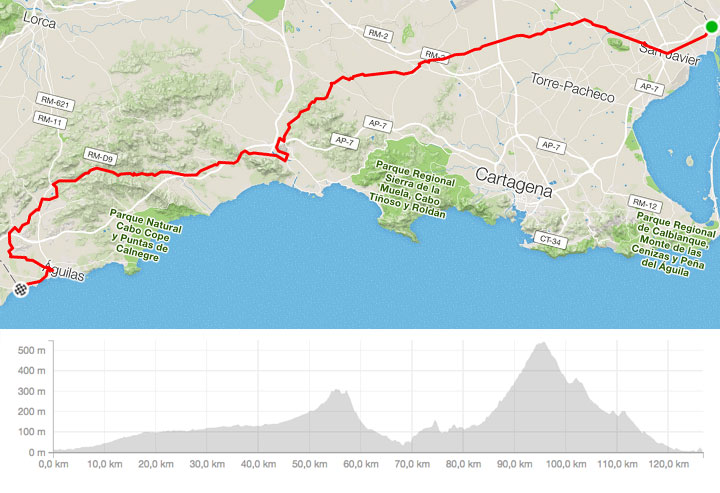 Lorca
RM-2
RM-2
San Javier
Torre-Pacheco
AP-7
RM-621
RM-11
AP-7
AP-7
AP-7
RM-D9
Parque Regional
Sierra de la
Muela, Cabo
Tiñoso y Roldán
Cartagena
RM-12
Parque Natural
Cabo Cope
y Puntas de
Calnegre
Parque Regional
de Calblanque,
Monte de las
Cenizas y Peña
del Águila
CT-34
Águilas
500 m
400 m
300 m
200 m
100 m
0 m
0,0 km 10,0 km 20,0 km 30,0 km 40,0 km 50,0 km 60,0 km 70,0 km 80,0 km 90,0 km 100,0 km 110,0 km 120,0 km